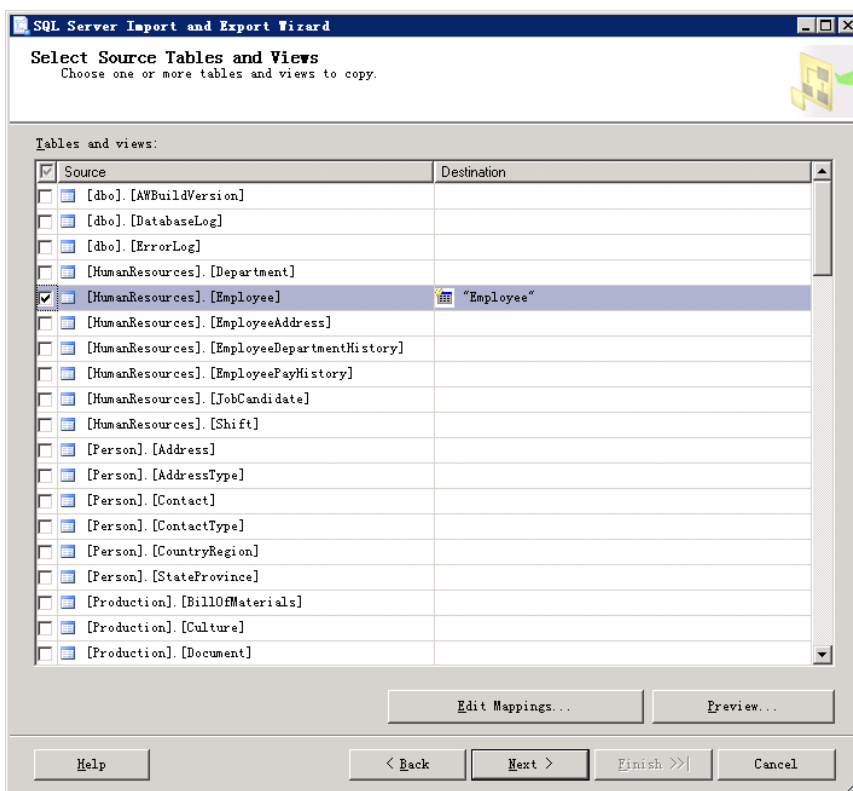 SQL Server Import and Export Wizard
Select Source Tables and Views
Choose one or more tables and views to copy.
Tables and views:
Source Destination
[dbo].[AWBuildVersion]
[dbo].[DatabaseLog]
[dbo].[ErrorLog]
[HumanResources].[Department]
[HumanResources].[Employee] "Employee"
[HumanResources].[EmployeeAddress]
[HumanResources].[EmployeeDepartmentHistory]
[HumanResources].[EmployeePayHistory]
[HumanResources].[JobCandidate]
[HumanResources].[Shift]
[Person].[Address]
[Person].[AddressType]
[Person].[Contact]
[Person].[ContactType]
[Person].[CountryRegion]
[Person].[StateProvince]
[Production].[BillOfMaterials]
[Production].[Culture]
[Production].[Document]
Edit Mappings... Preview...
Help < Back Next > Finish >>| Cancel